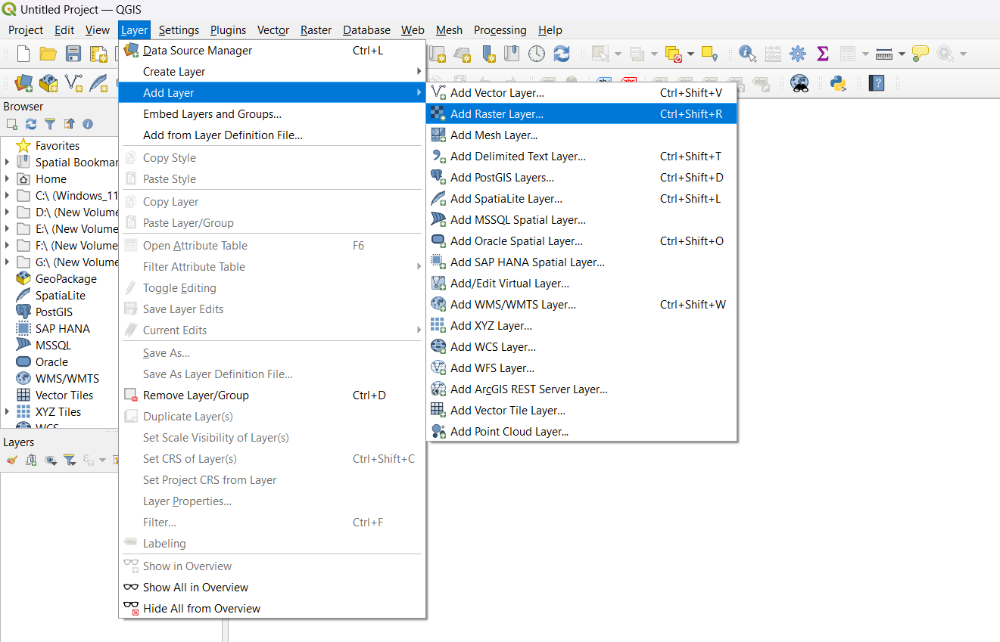 Untitled Project — QGIS
Project Edit View Layer Settings Plugins Vector Raster Database Web Mesh Processing Help
Data Source Manager Ctrl+L
Create Layer
Add Layer
Embed Layers and Groups...
Add from Layer Definition File...
Copy Style
Paste Style
Copy Layer
Paste Layer/Group
Open Attribute Table F6
Filter Attribute Table
Toggle Editing
Save Layer Edits
Current Edits
Save As...
Save As Layer Definition File...
Remove Layer/Group Ctrl+D
Duplicate Layer(s)
Set Scale Visibility of Layer(s)
Set CRS of Layer(s) Ctrl+Shift+C
Set Project CRS from Layer
Layer Properties...
Filter... Ctrl+F
Labeling
Show in Overview
Show All in Overview
Hide All from Overview
Add Vector Layer... Ctrl+Shift+V
Add Raster Layer... Ctrl+Shift+R
Add Mesh Layer...
Add Delimited Text Layer... Ctrl+Shift+T
Add PostGIS Layers... Ctrl+Shift+D
Add SpatiaLite Layer... Ctrl+Shift+L
Add MSSQL Spatial Layer...
Add Oracle Spatial Layer... Ctrl+Shift+O
Add SAP HANA Spatial Layer...
Add/Edit Virtual Layer...
Add WMS/WMTS Layer... Ctrl+Shift+W
Add XYZ Layer...
Add WCS Layer...
Add WFS Layer...
Add ArcGIS REST Server Layer...
Add Vector Tile Layer...
Add Point Cloud Layer...
Browser
Favorites
Spatial Bookmar
Home
C:\ (Windows_11
D:\ (New Volume
E:\ (New Volume
F:\ (New Volume
G:\ (New Volume
GeoPackage
SpatiaLite
PostGIS
SAP HANA
MSSQL
Oracle
WMS/WMTS
Vector Tiles
XYZ Tiles
WCS
Layers